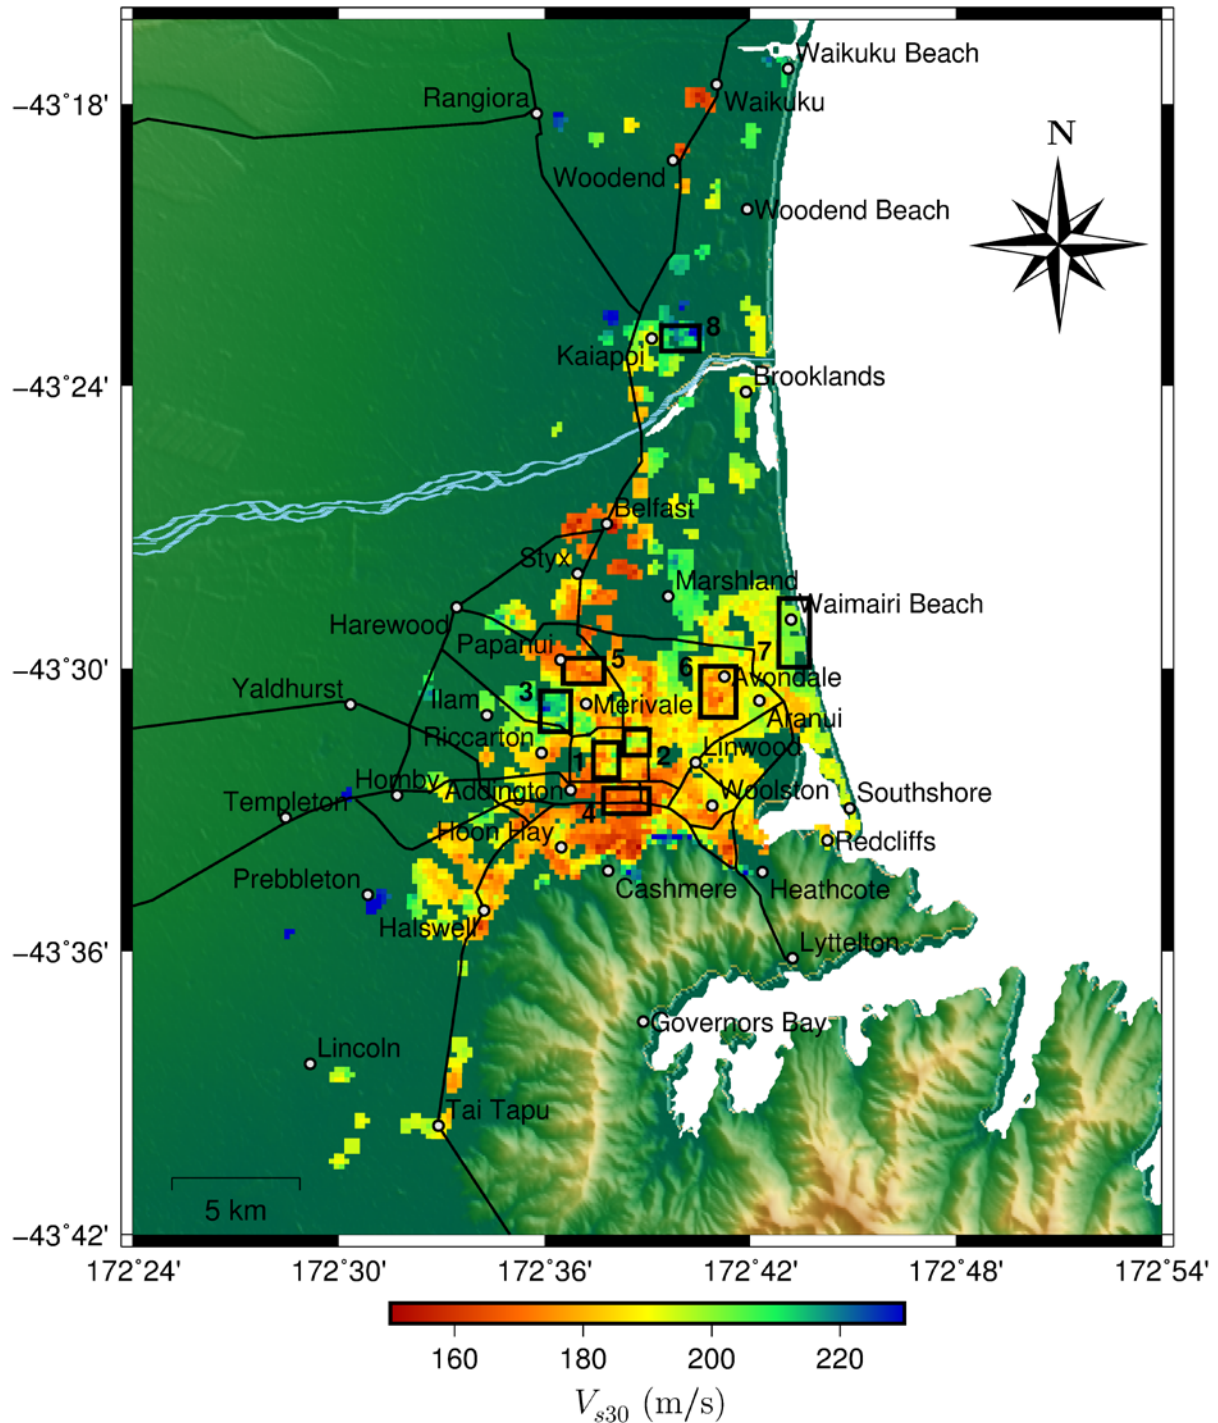 Waikuku Beach
Rangiora
Waikuku
−43˚18'
N
Woodend
Woodend Beach
8
Kaiapoi
Brooklands
−43˚24'
Belfast
Styx
Marshland
Waimairi Beach
Harewood
Papanui
7
5
6
−43˚30'
Avondale
Yaldhurst
Ilam
3
Merivale
Aranui
Riccarton
1
2
Linwood
Hornby
Addington
Woolston
Southshore
Templeton
4
Hoon Hay
Redcliffs
Prebbleton
Cashmere
Heathcote
Halswell
−43˚36'
Lyttelton
Governors Bay
Lincoln
Tai Tapu
5 km
−43˚42'
172˚24' 172˚30' 172˚36' 172˚42' 172˚48' 172˚54'
160 180 200 220
Vs30 (m/s)